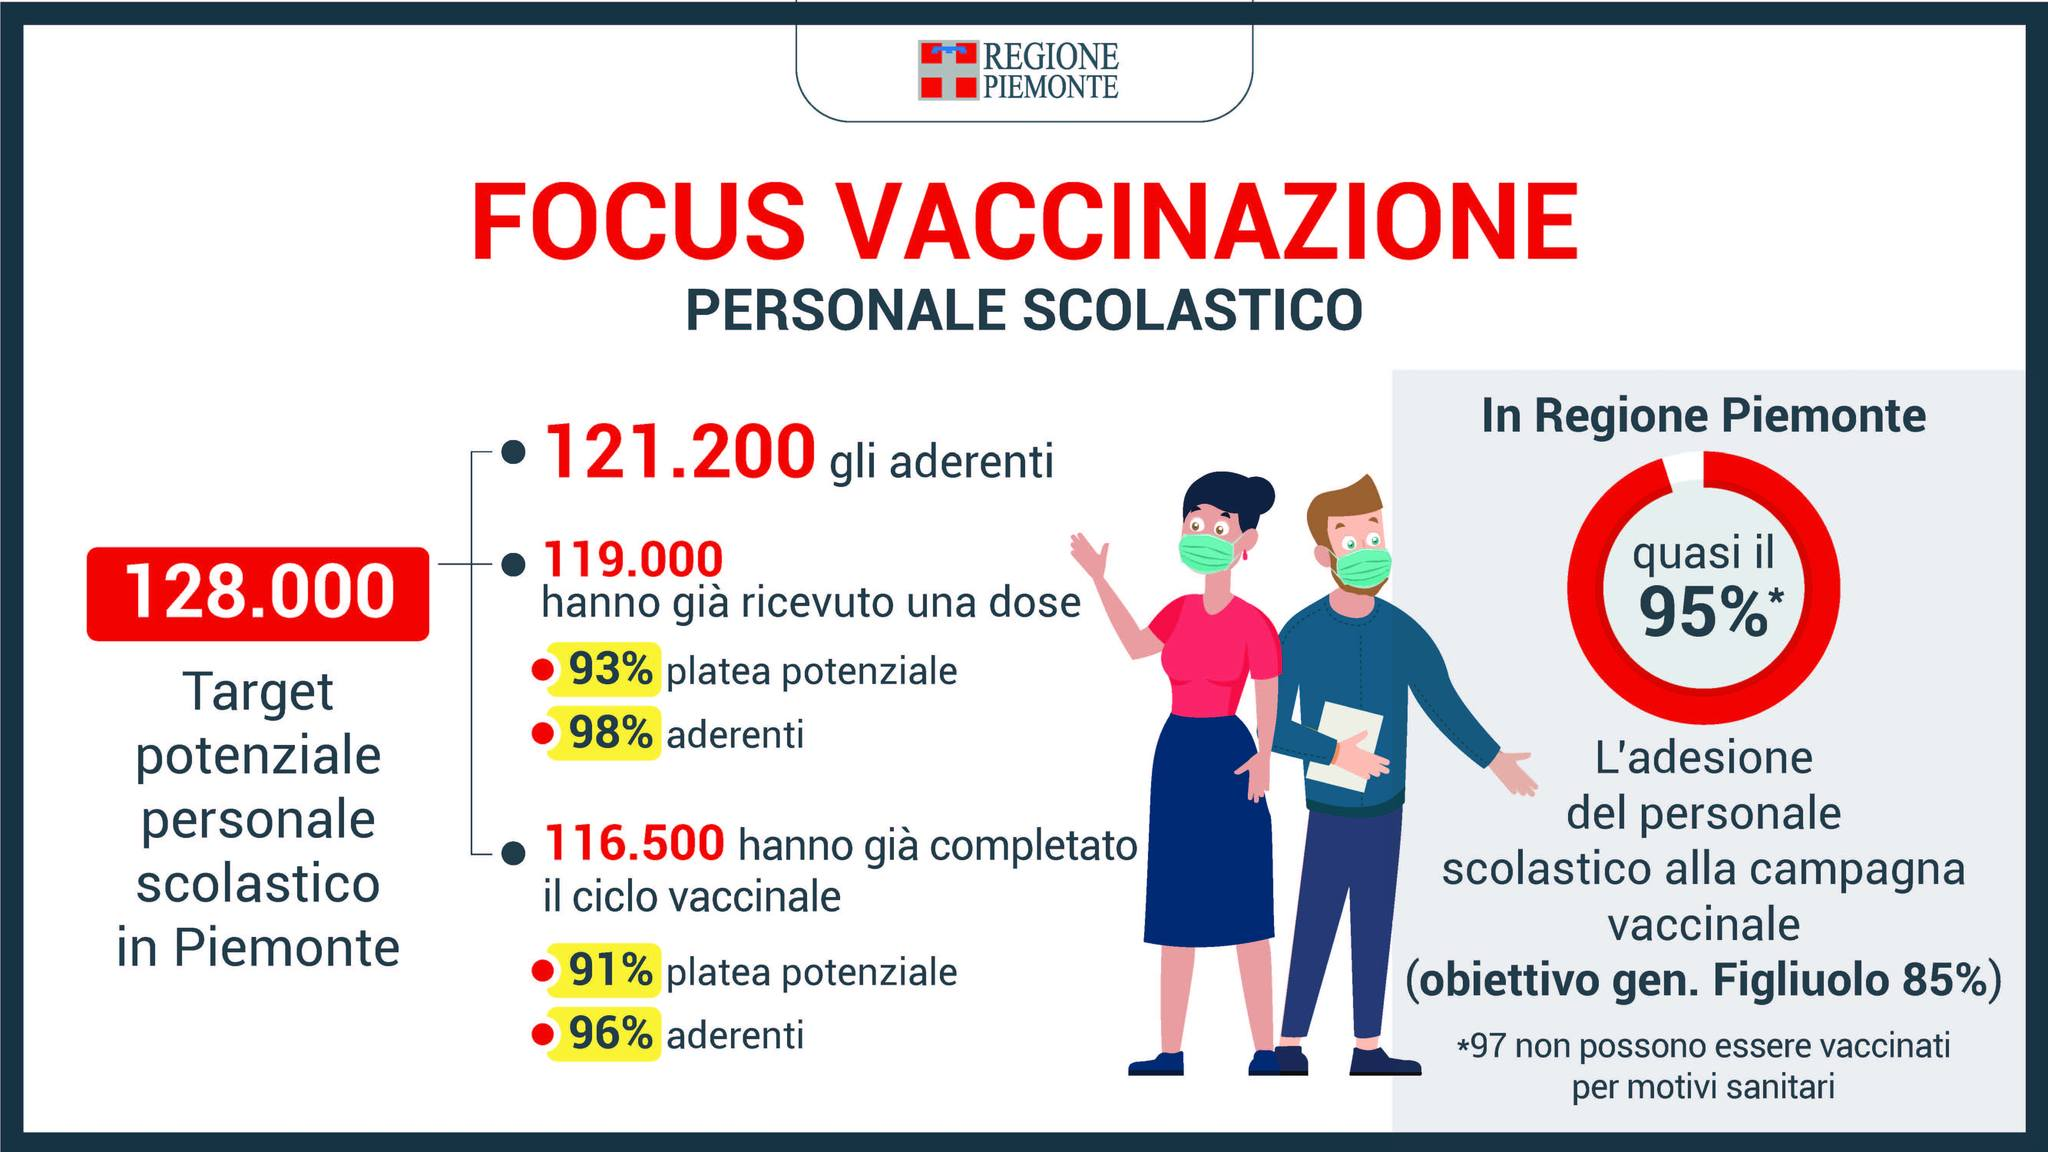 REGIONE
PIEMONTE
FOCUS VACCINAZIONE
PERSONALE SCOLASTICO
128.000
Target
potenziale
personale
scolastico
in Piemonte
121.200 gli aderenti
119.000
hanno già ricevuto una dose
93% platea potenziale
98% aderenti
116.500 hanno già completato
il ciclo vaccinale
91% platea potenziale
96% aderenti
In Regione Piemonte
quasi il
95%*
L'adesione
del personale
scolastico alla campagna
vaccinale
(obiettivo gen. Figliuolo 85%)
*97 non possono essere vaccinati
per motivi sanitari